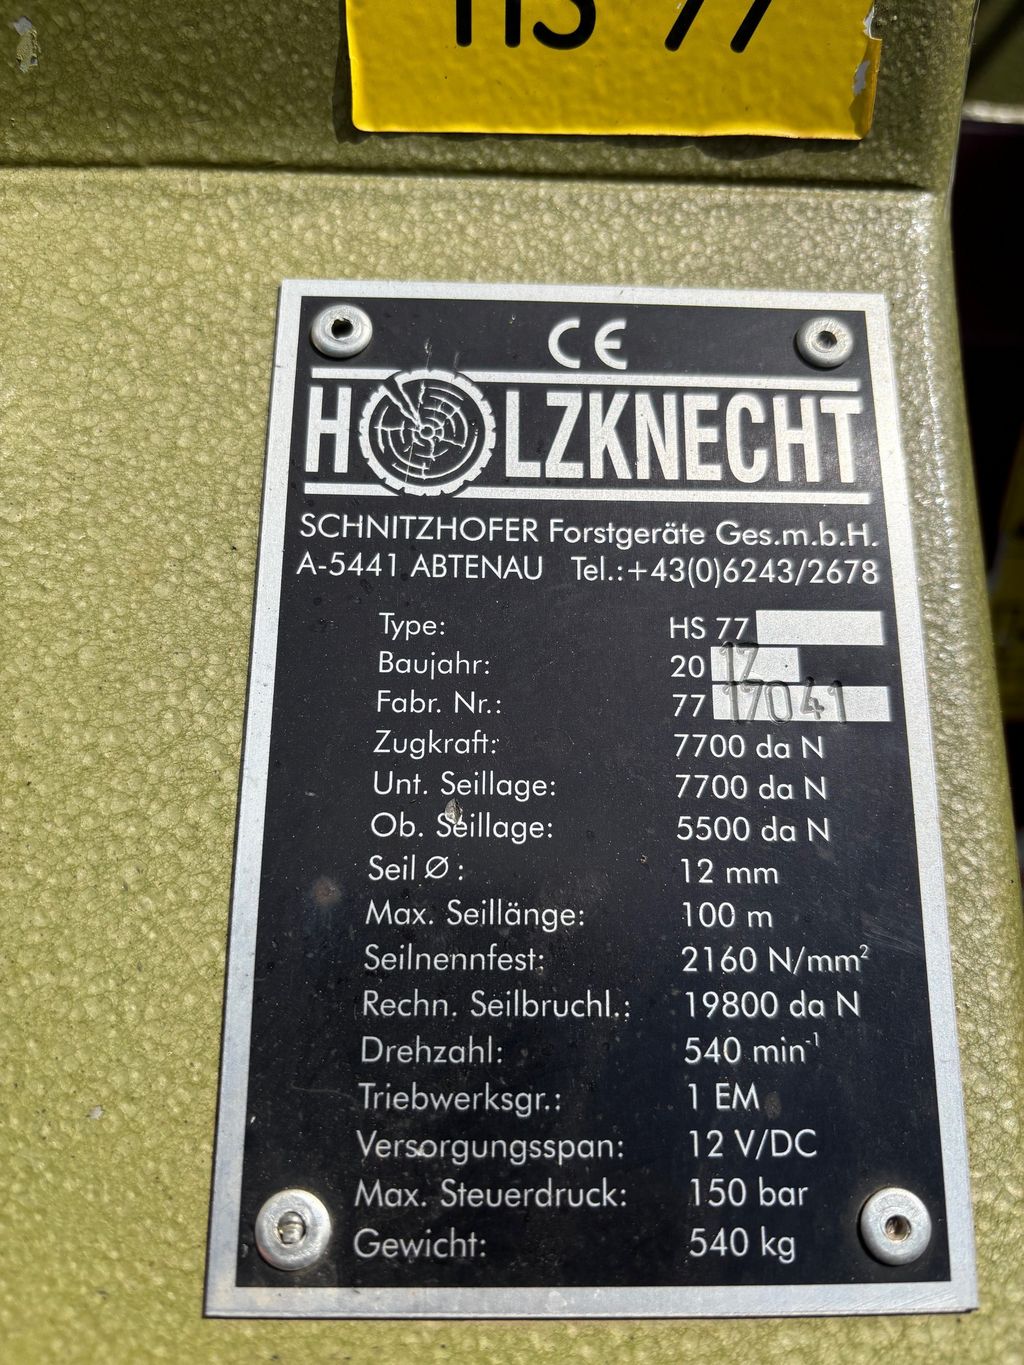 HS 77
CE
HOLZKNECHT
SCHNITZHOFER Forstgeräte Ges.m.b.H.
A-5441 ABTENAU Tel.:+43(0)6243/2678
Type: HS 77
Baujahr: 20 17
Fabr. Nr.: 77 17041
Zugkraft: 7700 da N
Unt. Seillage: 7700 da N
Ob. Seillage: 5500 da N
Seil Ø : 12 mm
Max. Seillänge: 100 m
Seilnennfest: 2160 N/mm²
Rechn. Seilbruchl.: 19800 da N
Drehzahl: 540 min⁻¹
Triebwerksgr.: 1 EM
Versorgungsspan: 12 V/DC
Max. Steuerdruck: 150 bar
Gewicht: 540 kg